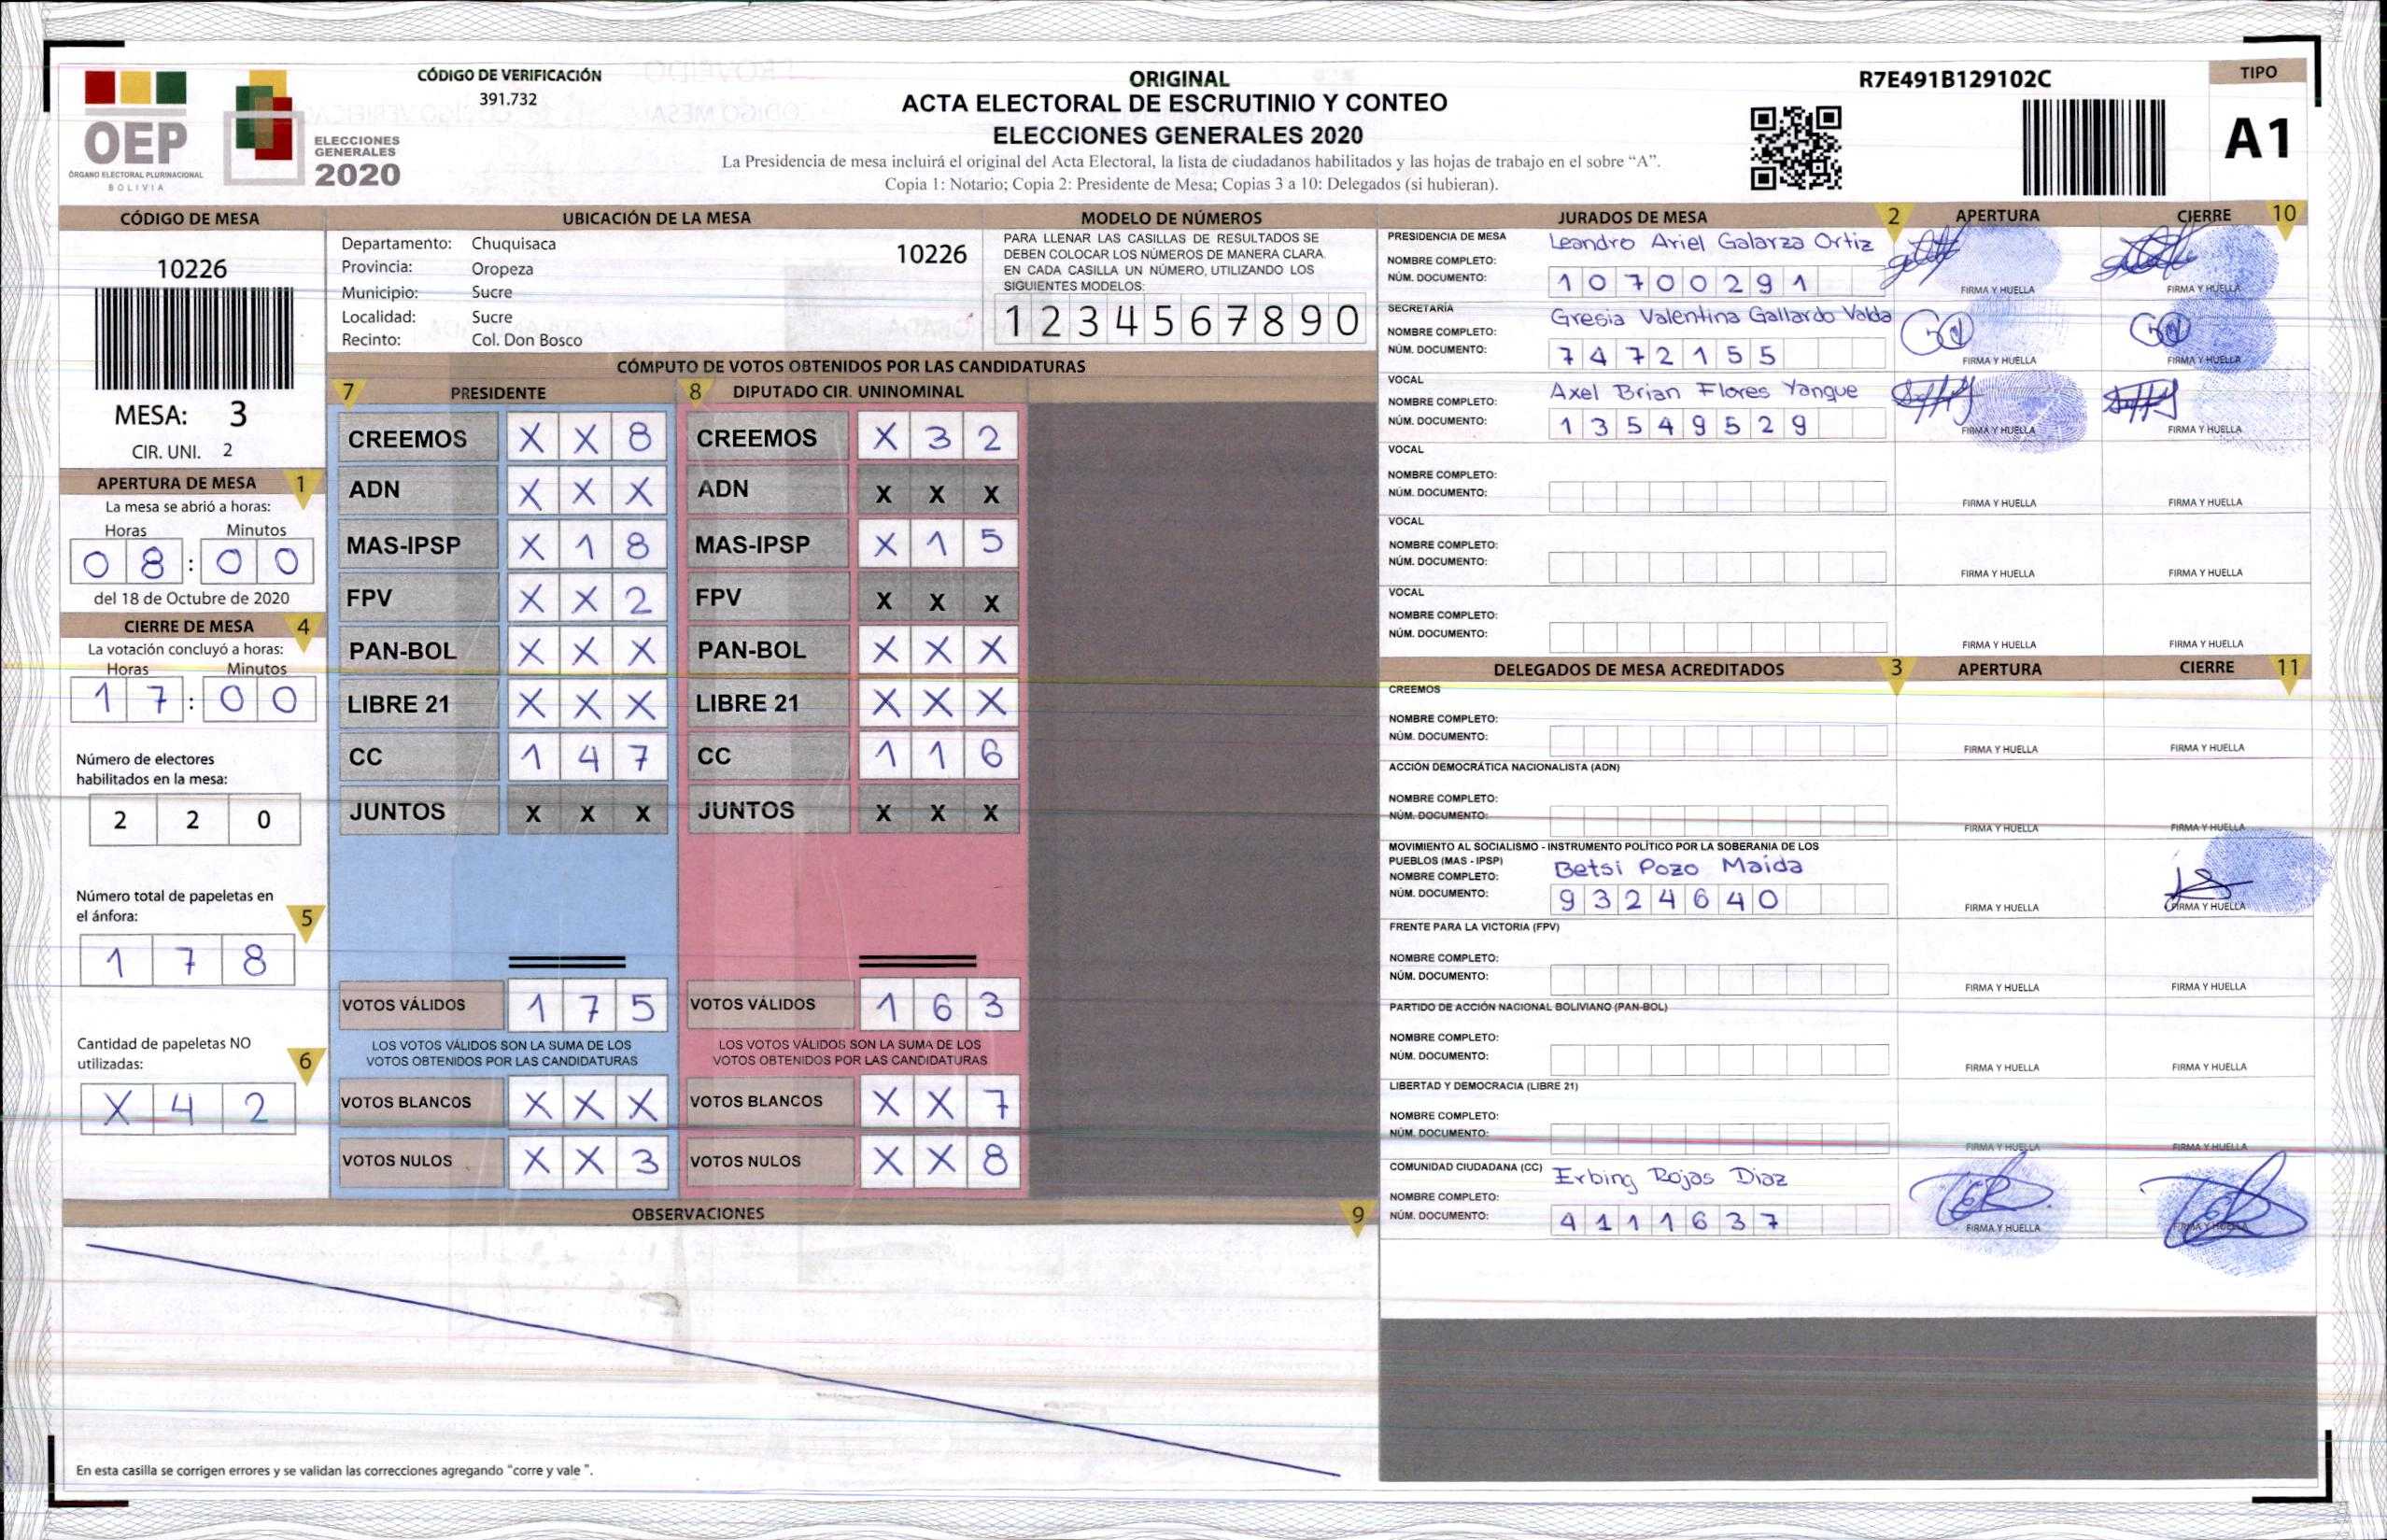 OEP
ÓRGANO ELECTORAL PLURINACIONAL
BOLIVIA
ELECCIONES
GENERALES
2020
CÓDIGO DE VERIFICACIÓN
391.732
ORIGINAL
ACTA ELECTORAL DE ESCRUTINIO Y CONTEO
ELECCIONES GENERALES 2020
La Presidencia de mesa incluirá el original del Acta Electoral, la lista de ciudadanos habilitados y las hojas de trabajo en el sobre “A”.
Copia 1: Notario; Copia 2: Presidente de Mesa; Copias 3 a 10: Delegados (si hubieran).
R7E491B129102C
TIPO
A1
CÓDIGO DE MESA
10226
MESA: 3
CIR. UNI. 2
APERTURA DE MESA 1
La mesa se abrió a horas:
Horas Minutos
0 8 : 0 0
del 18 de Octubre de 2020
CIERRE DE MESA 4
La votación concluyó a horas:
Horas Minutos
1 7 : 0 0
Número de electores
habilitados en la mesa:
2 2 0
Número total de papeletas en
el ánfora: 5
1 7 8
Cantidad de papeletas NO
utilizadas: 6
X 4 2
UBICACIÓN DE LA MESA
Departamento: Chuquisaca 10226
Provincia: Oropeza
Municipio: Sucre
Localidad: Sucre
Recinto: Col. Don Bosco
MODELO DE NÚMEROS
PARA LLENAR LAS CASILLAS DE RESULTADOS SE
DEBEN COLOCAR LOS NÚMEROS DE MANERA CLARA.
EN CADA CASILLA UN NÚMERO, UTILIZANDO LOS
SIGUIENTES MODELOS:
1 2 3 4 5 6 7 8 9 0
CÓMPUTO DE VOTOS OBTENIDOS POR LAS CANDIDATURAS
7 PRESIDENTE
CREEMOS X X 8
ADN X X X
MAS-IPSP X 1 8
FPV X X 2
PAN-BOL X X X
LIBRE 21 X X X
CC 1 4 7
JUNTOS X X X
VOTOS VÁLIDOS 1 7 5
LOS VOTOS VÁLIDOS SON LA SUMA DE LOS
VOTOS OBTENIDOS POR LAS CANDIDATURAS
VOTOS BLANCOS X X X
VOTOS NULOS X X 3
8 DIPUTADO CIR. UNINOMINAL
CREEMOS X 3 2
ADN X X X
MAS-IPSP X 1 5
FPV X X X
PAN-BOL X X X
LIBRE 21 X X X
CC 1 1 6
JUNTOS X X X
VOTOS VÁLIDOS 1 6 3
LOS VOTOS VÁLIDOS SON LA SUMA DE LOS
VOTOS OBTENIDOS POR LAS CANDIDATURAS
VOTOS BLANCOS X X 7
VOTOS NULOS X X 8
OBSERVACIONES 9
En esta casilla se corrigen errores y se validan las correcciones agregando “corre y vale ”.
JURADOS DE MESA 2 APERTURA CIERRE 10
PRESIDENCIA DE MESA Leandro Ariel Galarza Ortiz
NOMBRE COMPLETO:
NÚM. DOCUMENTO: 1 0 7 0 0 2 9 1 FIRMA Y HUELLA FIRMA Y HUELLA
SECRETARÍA Gresia Valentina Gallardo Valda
NOMBRE COMPLETO:
NÚM. DOCUMENTO: 7 4 7 2 1 5 5 FIRMA Y HUELLA FIRMA Y HUELLA
VOCAL Axel Brian Flores Yangue
NOMBRE COMPLETO:
NÚM. DOCUMENTO: 1 3 5 4 9 5 2 9 FIRMA Y HUELLA FIRMA Y HUELLA
VOCAL
NOMBRE COMPLETO:
NÚM. DOCUMENTO: FIRMA Y HUELLA FIRMA Y HUELLA
VOCAL
NOMBRE COMPLETO:
NÚM. DOCUMENTO: FIRMA Y HUELLA FIRMA Y HUELLA
VOCAL
NOMBRE COMPLETO:
NÚM. DOCUMENTO: FIRMA Y HUELLA FIRMA Y HUELLA
DELEGADOS DE MESA ACREDITADOS 3 APERTURA CIERRE 11
CREEMOS
NOMBRE COMPLETO:
NÚM. DOCUMENTO: FIRMA Y HUELLA FIRMA Y HUELLA
ACCIÓN DEMOCRÁTICA NACIONALISTA (ADN)
NOMBRE COMPLETO:
NÚM. DOCUMENTO: FIRMA Y HUELLA FIRMA Y HUELLA
MOVIMIENTO AL SOCIALISMO - INSTRUMENTO POLÍTICO POR LA SOBERANIA DE LOS
PUEBLOS (MAS - IPSP) Betsi Pozo Maida
NOMBRE COMPLETO:
NÚM. DOCUMENTO: 9 3 2 4 6 4 0 FIRMA Y HUELLA FIRMA Y HUELLA
FRENTE PARA LA VICTORIA (FPV)
NOMBRE COMPLETO:
NÚM. DOCUMENTO: FIRMA Y HUELLA FIRMA Y HUELLA
PARTIDO DE ACCIÓN NACIONAL BOLIVIANO (PAN-BOL)
NOMBRE COMPLETO:
NÚM. DOCUMENTO: FIRMA Y HUELLA FIRMA Y HUELLA
LIBERTAD Y DEMOCRACIA (LIBRE 21)
NOMBRE COMPLETO:
NÚM. DOCUMENTO: FIRMA Y HUELLA FIRMA Y HUELLA
COMUNIDAD CIUDADANA (CC) Erbing Rojas Diaz
NOMBRE COMPLETO:
NÚM. DOCUMENTO: 4 1 1 1 6 3 7 FIRMA Y HUELLA FIRMA Y HUELLA